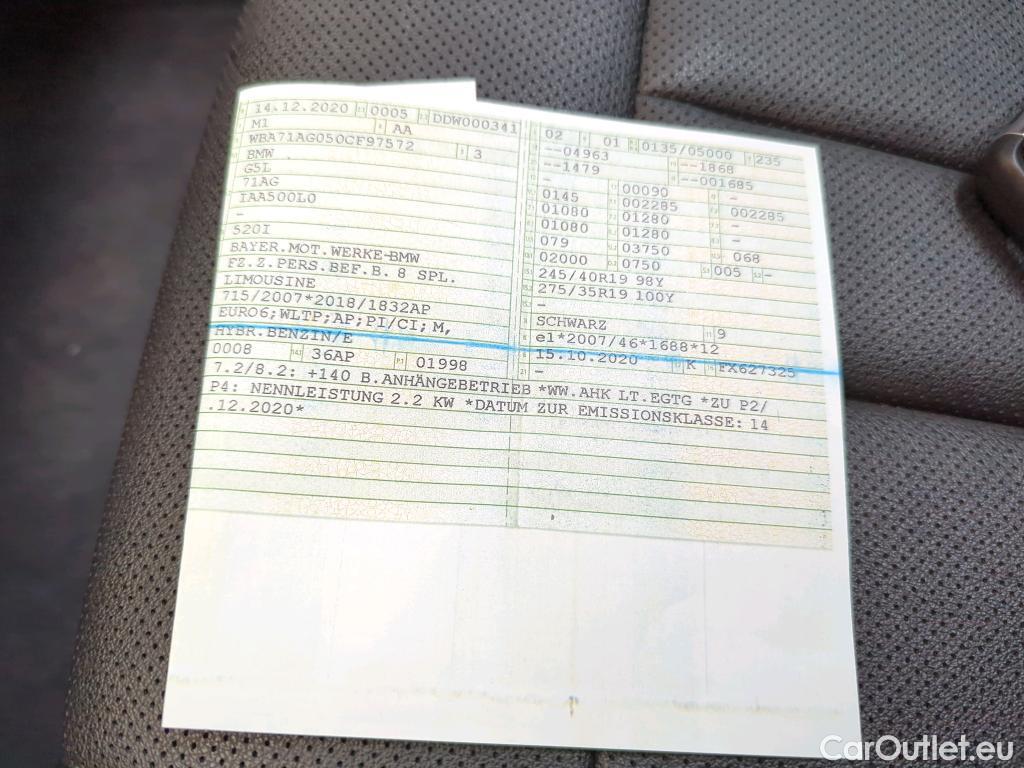 14.12.2020 0005 DDW000341
M1 AA
WBA71AG050CF97572 3
BMW
G5L
71AG
IAA500L0
-
520I
BAYER.MOT.WERKE-BMW
FZ.Z.PERS.BEF.B. 8 SPL.
LIMOUSINE
715/2007*2018/1832AP
EURO6;WLTP;AP;PI/CI; M,
HYBR.BENZIN/E
0008 36AP 01998
02 01 0135/05000 235
--04963 --1868
--1479 --001685
- 00090 -
0145 002285 002285
01080 01280 -
01080 01280 -
079 03750 068
02000 0750 005 -
245/40R19 98Y
275/35R19 100Y
-
SCHWARZ 9
e1*2007/46*1688*12
15.10.2020 K FX627325
-
7.2/8.2: +140 B.ANHÄNGEBETRIEB *WW.AHK LT.EGTG *ZU P2/
P4: NENNLEISTUNG 2.2 KW *DATUM ZUR EMISSIONSKLASSE: 14
.12.2020*
CarOutlet.eu